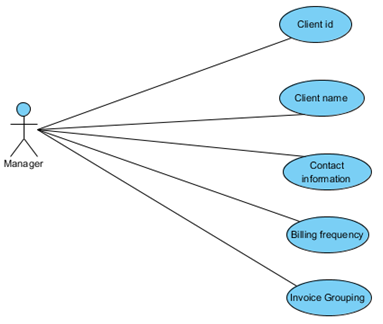 Client id
Client name
Manager
Contact
information
Billing frequency
Invoice Grouping